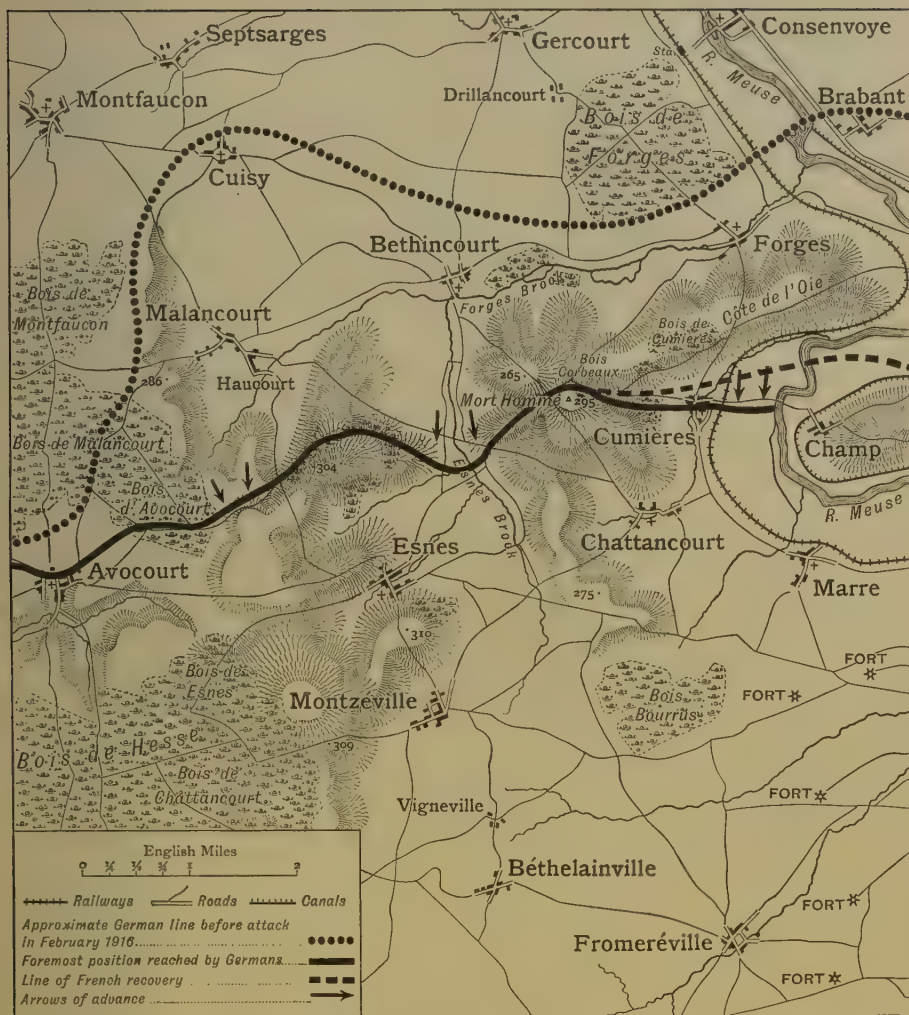 Septsarges
Gercourt
Consenvoye
Sta.
R. Meuse
Montfaucon
Drillancourt
Brabant
Bois de
Forges
Cuisy
Bethincourt
Forges
Bois de
Montfaucon
Malancourt
Forges Brook
Côte de l'Oie
Bois de
Cumières
Bois
Corbeaux
265
Haucourt
286
Mort Homme
295
Cumières
Champ
Bois de Malancourt
Bois
d'Avocourt
304
Esnes Brook
R. Meuse
Avocourt
Esnes
Chattancourt
Marre
275
310
FORT
Bois de
Esnes
Montzéville
Bois
Bourrus
FORT
Bois de Hesse
309
Bois de
Chattancourt
Vigneville
FORT
English Miles
0 ¼ ½ ¾ 1 2
Béthelainville
Railways Roads Canals
FORT
Approximate German line before attack
in February 1916
Foremost position reached by Germans
Line of French recovery
Arrows of advance
Fromeréville
FORT